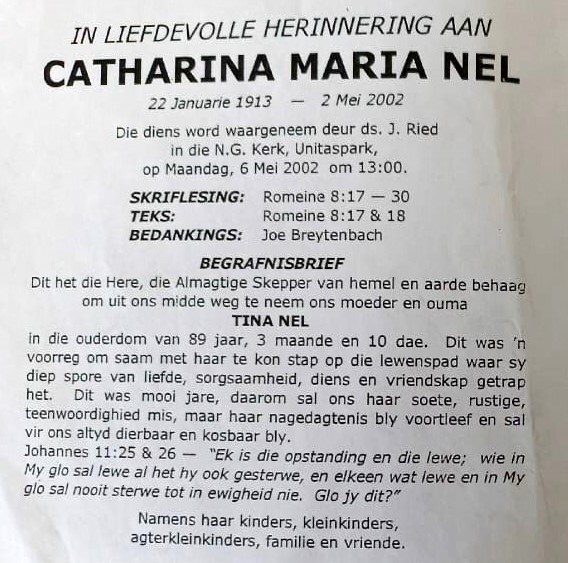 IN LIEFDEVOLLE HERINNERING AAN
CATHARINA MARIA NEL
22 Januarie 1913 — 2 Mei 2002
Die diens word waargeneem deur ds. J. Ried
in die N.G. Kerk, Unitaspark,
op Maandag, 6 Mei 2002 om 13:00.
SKRIFLESING: Romeine 8:17 — 30
TEKS: Romeine 8:17 & 18
BEDANKINGS: Joe Breytenbach
BEGRAFNISBRIEF
Dit het die Here, die Almagtige Skepper van hemel en aarde behaag
om uit ons midde weg te neem ons moeder en ouma
TINA NEL
in die ouderdom van 89 jaar, 3 maande en 10 dae. Dit was 'n
voorreg om saam met haar te kon stap op die lewenspad waar sy
diep spore van liefde, sorgsaamheid, diens en vriendskap getrap
het. Dit was mooi jare, daarom sal ons haar soete, rustige,
teenwoordighied mis, maar haar nagedagtenis bly voortleef en sal
vir ons altyd dierbaar en kosbaar bly.
Johannes 11:25 & 26 — "Ek is die opstanding en die lewe; wie in
My glo sal lewe al het hy ook gesterwe, en elkeen wat lewe en in My
glo sal nooit sterwe tot in ewigheid nie. Glo jy dit?"
Namens haar kinders, kleinkinders,
agterkleinkinders, familie en vriende.